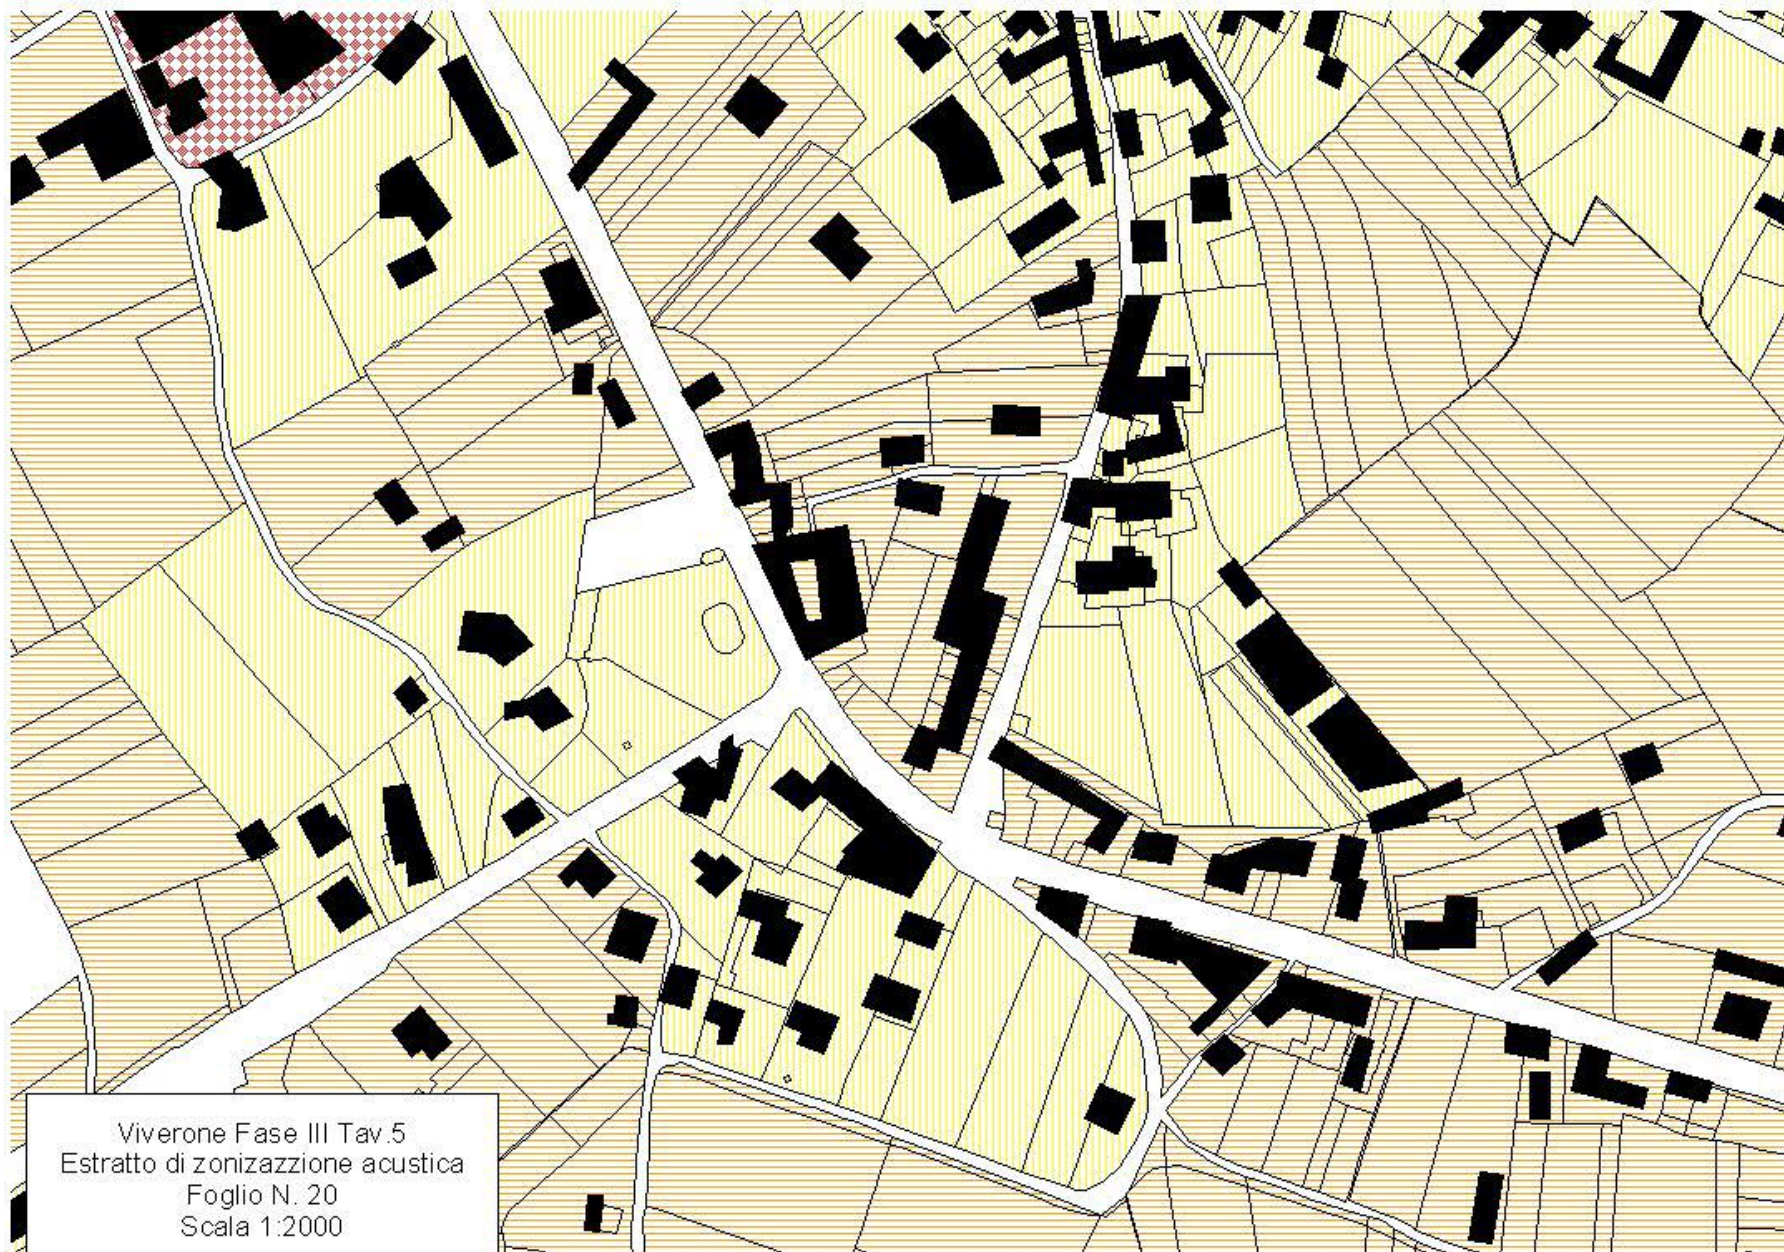 Viverone Fase III Tav.5
Estratto di zonizazzione acustica
Foglio N. 20
Scala 1:2000